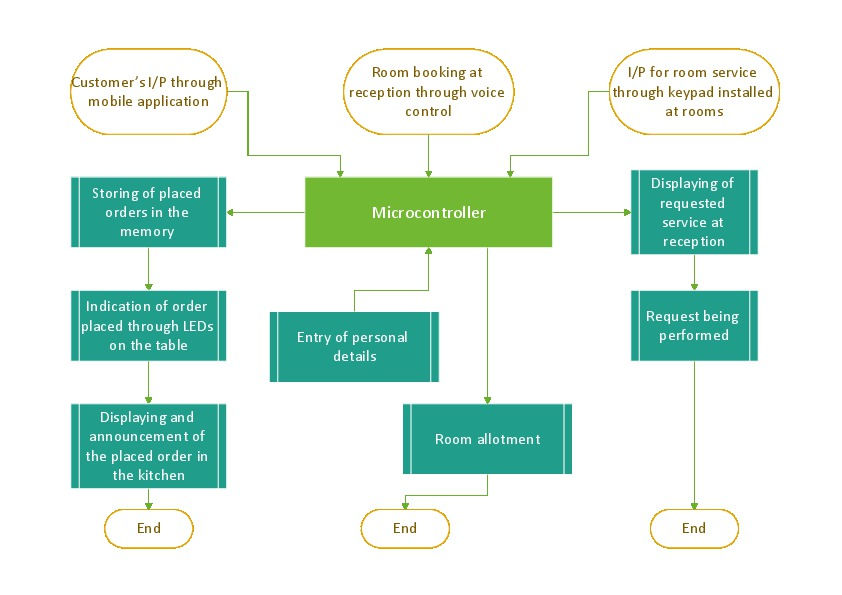 Customer's I/P through
mobile application
Room booking at
reception through voice
control
I/P for room service
through keypad installed
at rooms
Storing of placed
orders in the
memory
Microcontroller
Displaying of
requested
service at
reception
Indication of order
placed through LEDs
on the table
Entry of personal
details
Request being
performed
Displaying and
announcement of
the placed order in
the kitchen
Room allotment
End
End
End